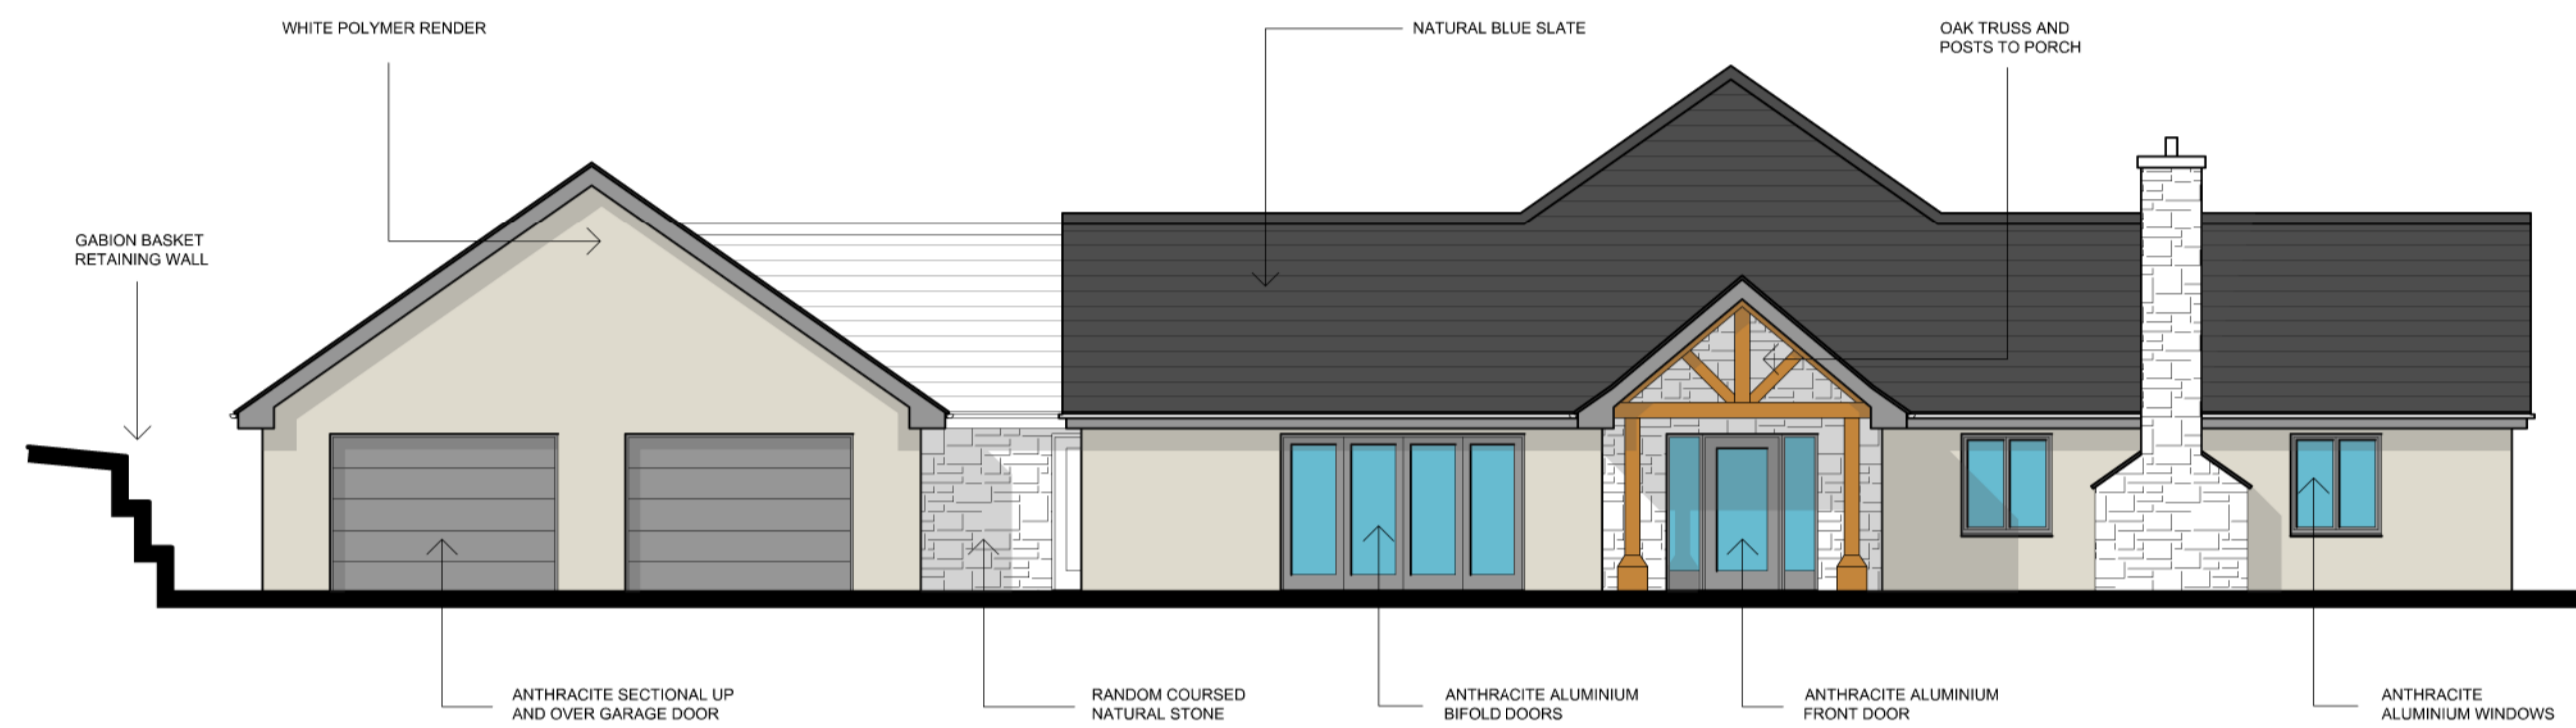 WHITE POLYMER RENDER
NATURAL BLUE SLATE
OAK TRUSS AND
POSTS TO PORCH
GABION BASKET
RETAINING WALL
ANTHRACITE SECTIONAL UP
AND OVER GARAGE DOOR
RANDOM COURSED
NATURAL STONE
ANTHRACITE ALUMINIUM
BIFOLD DOORS
ANTHRACITE ALUMINIUM
FRONT DOOR
ANTHRACITE
ALUMINIUM WINDOWS